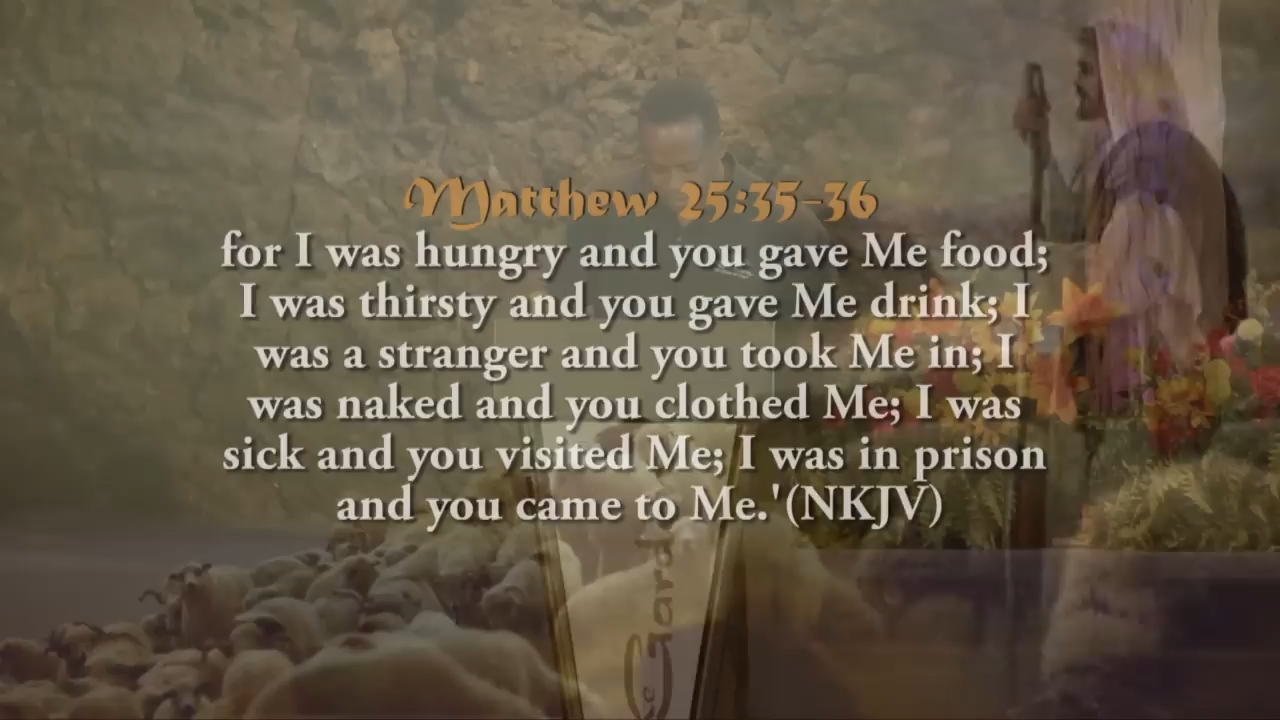 Matthew 25:35-36
for I was hungry and you gave Me food;
I was thirsty and you gave Me drink; I
was a stranger and you took Me in; I
was naked and you clothed Me; I was
sick and you visited Me; I was in prison
and you came to Me.'(NKJV)